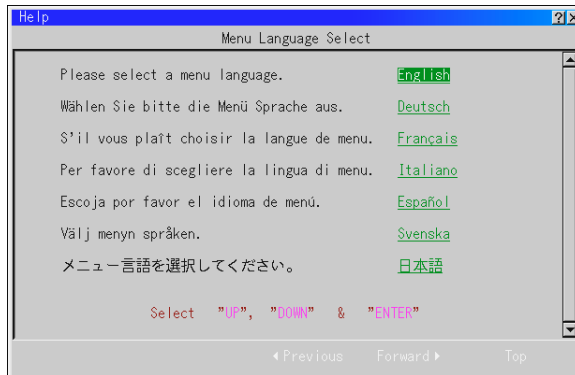 Help
Menu Language Select
Please select a menu language. English
Wählen Sie bitte die Menü Sprache aus. Deutsch
S'il vous plaît choisir la langue de menu. Français
Per favore di scegliere la lingua di menu. Italiano
Escoja por favor el idioma de menú. Español
Välj menyn språken. Svenska
メニュー言語を選択してください。 日本語
Select "UP", "DOWN" & "ENTER"
Previous Forward Top